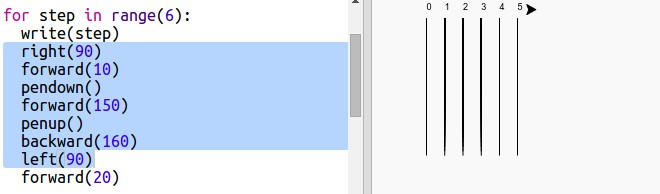 for step in range(6):
write(step)
right(90)
forward(10)
pendown()
forward(150)
penup()
backward(160)
left(90)
forward(20)
0 1 2 3 4 5